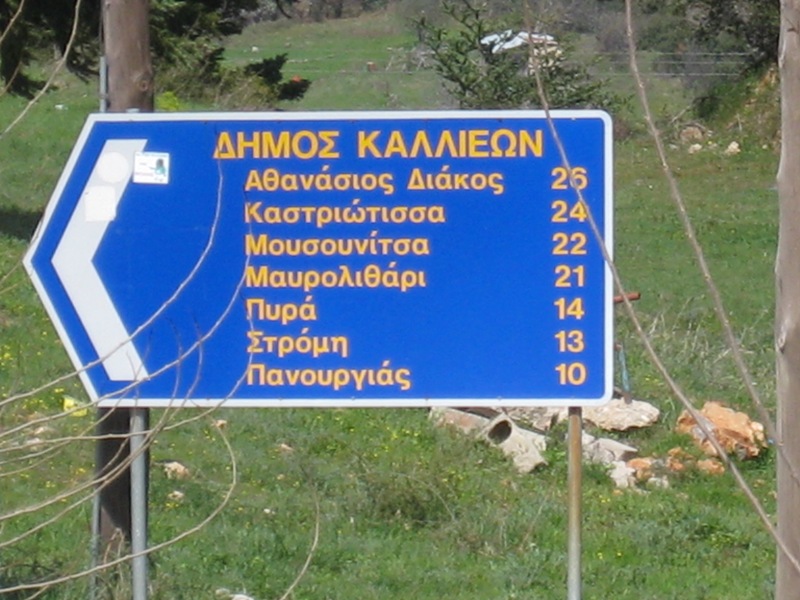 ΔΗΜΟΣ ΚΑΛΛΙΕΩΝ
Αθανάσιος Διάκος 26
Καστριώτισσα 24
Μουσουνίτσα 22
Μαυρολιθάρι 21
Πυρά 14
Στρόμη 13
Πανουργιάς 10